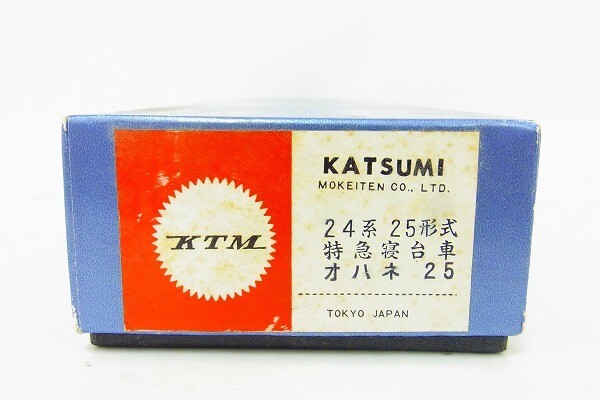 KTM
KATSUMI
MOKEITEN CO., LTD.
24系 25形式
特急寝台車
オハネ 25
TOKYO JAPAN